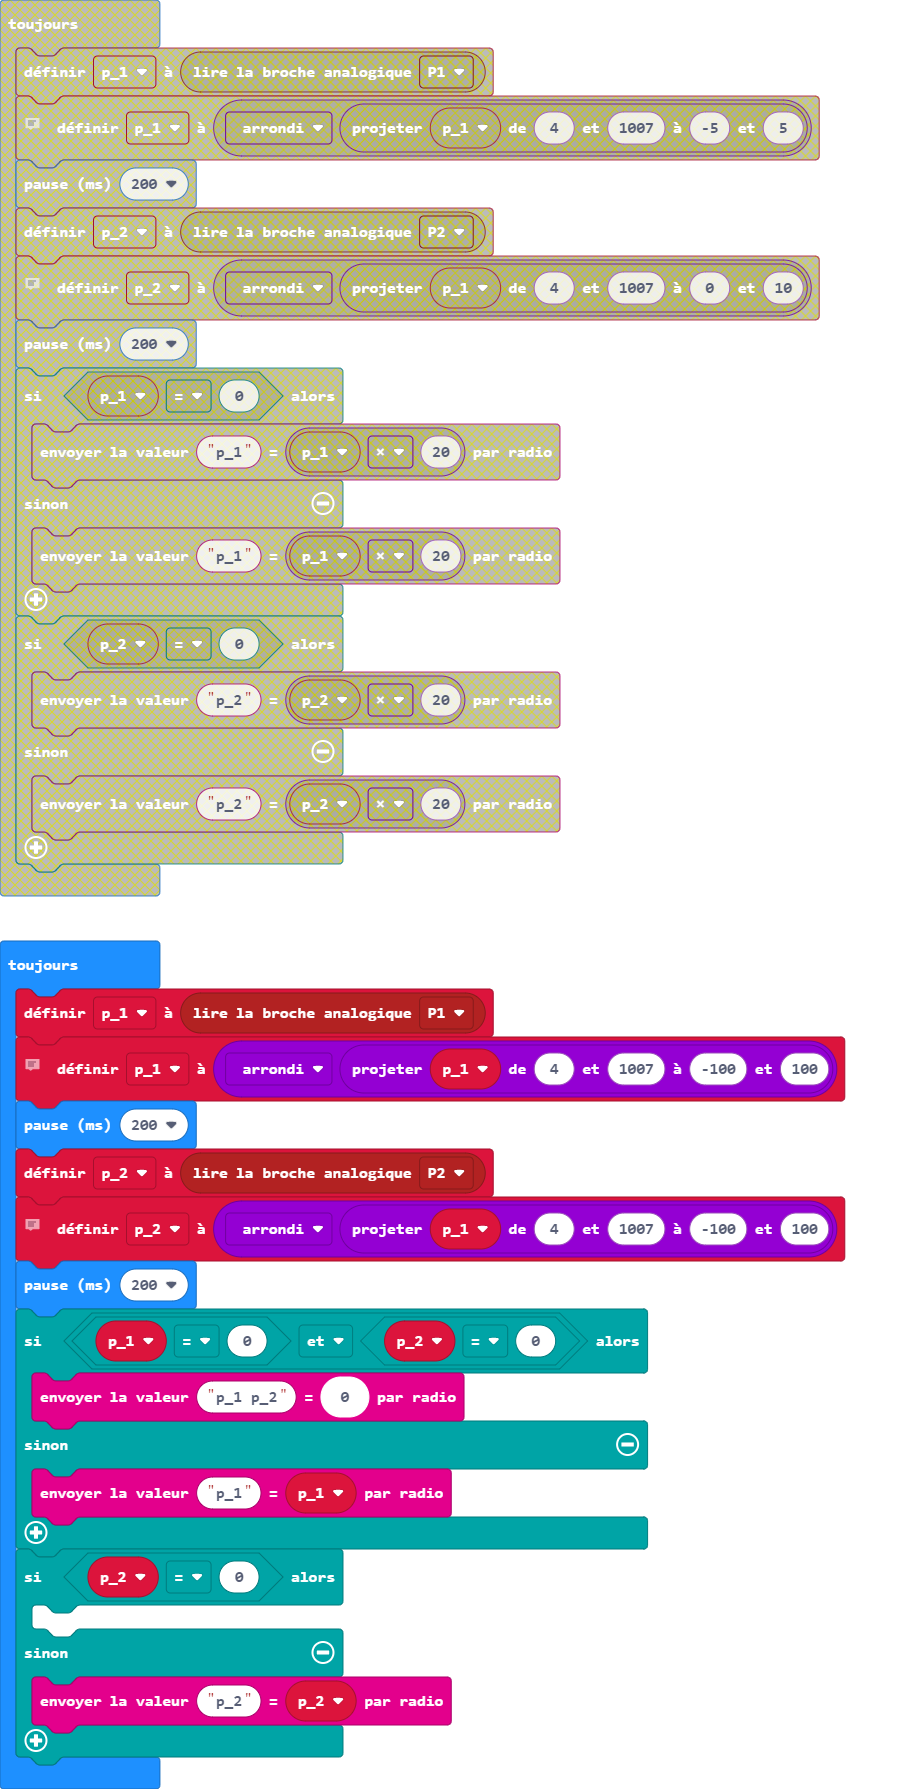 toujours
définir p_1 à lire la broche analogique P1
définir p_1 à arrondi projeter p_1 de 4 et 1007 à -5 et 5
pause (ms) 200
définir p_2 à lire la broche analogique P2
définir p_2 à arrondi projeter p_1 de 4 et 1007 à 0 et 10
pause (ms) 200
si p_1 = 0 alors
envoyer la valeur "p_1" = p_1 × 20 par radio
sinon
envoyer la valeur "p_1" = p_1 × 20 par radio
si p_2 = 0 alors
envoyer la valeur "p_2" = p_2 × 20 par radio
sinon
envoyer la valeur "p_2" = p_2 × 20 par radio
toujours
définir p_1 à lire la broche analogique P1
définir p_1 à arrondi projeter p_1 de 4 et 1007 à -100 et 100
pause (ms) 200
définir p_2 à lire la broche analogique P2
définir p_2 à arrondi projeter p_1 de 4 et 1007 à -100 et 100
pause (ms) 200
si p_1 = 0 et p_2 = 0 alors
envoyer la valeur "p_1 p_2" = 0 par radio
sinon
envoyer la valeur "p_1" = p_1 par radio
si p_2 = 0 alors
sinon
envoyer la valeur "p_2" = p_2 par radio